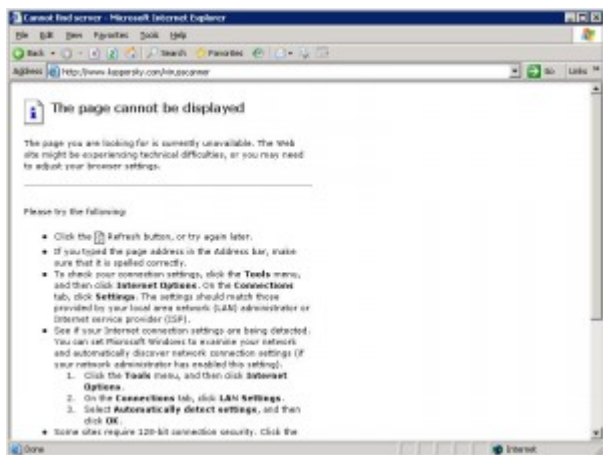 Cannot find server - Microsoft Internet Explorer
File Edit View Favorites Tools Help
Back Search Favorites
Address http://www.kaspersky.com/virusscanner Go Links »
The page cannot be displayed
The page you are looking for is currently unavailable. The Web
site might be experiencing technical difficulties, or you may need
to adjust your browser settings.
Please try the following:
• Click the Refresh button, or try again later.
• If you typed the page address in the Address bar, make
sure that it is spelled correctly.
• To check your connection settings, click the Tools menu,
and then click Internet Options. On the Connections
tab, click Settings. The settings should match those
provided by your local area network (LAN) administrator or
Internet service provider (ISP).
• See if your Internet connection settings are being detected.
You can set Microsoft Windows to examine your network
and automatically discover network connection settings (if
your network administrator has enabled this setting).
1. Click the Tools menu, and then click Internet
Options.
2. On the Connections tab, click LAN Settings.
3. Select Automatically detect settings, and then
click OK.
• Some sites require 128-bit connection security. Click the
Done Internet